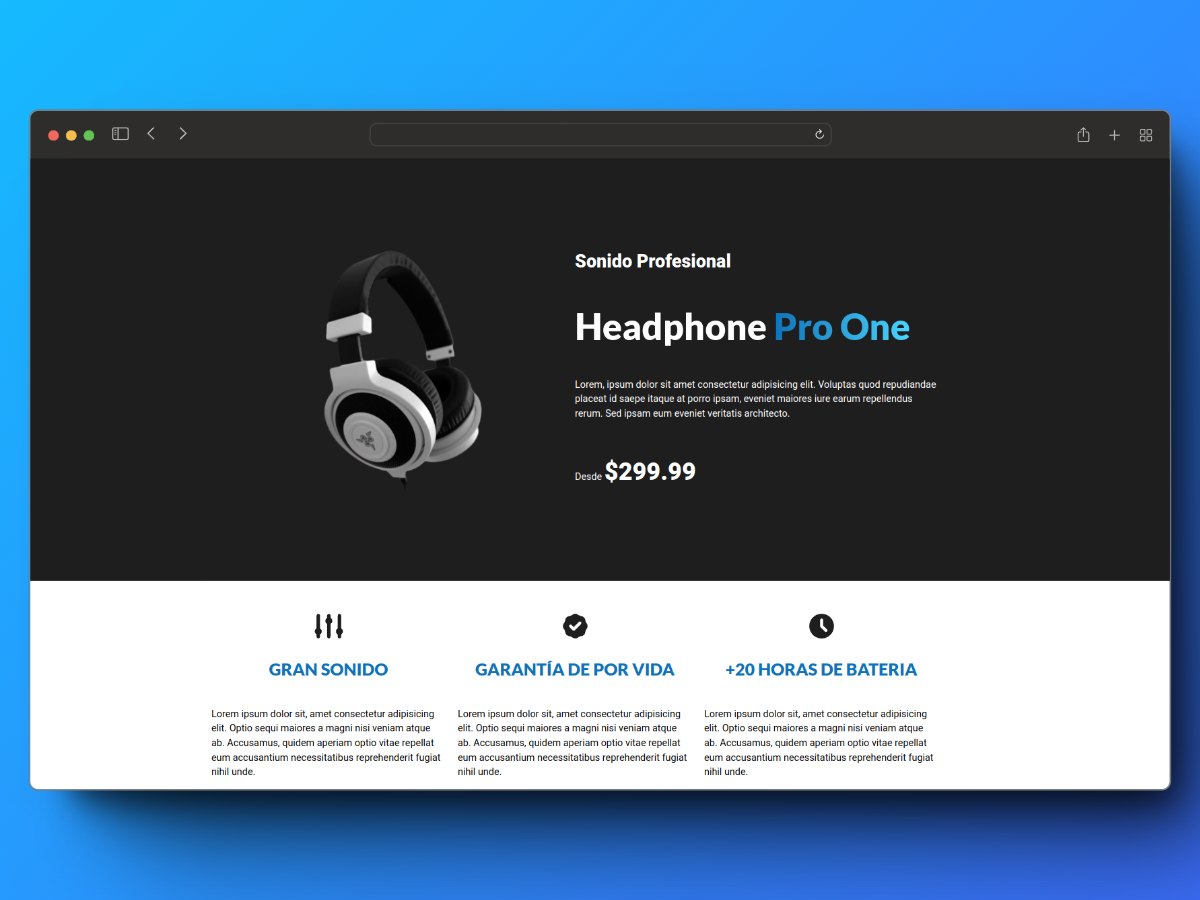 Sonido Profesional
Headphone Pro One
Lorem, ipsum dolor sit amet consectetur adipisicing elit. Voluptas quod repudiandae
placeat id saepe itaque at porro ipsam, eveniet maiores iure earum repellendus
rerum. Sed ipsam eum eveniet veritatis architecto.
Desde $299.99
GRAN SONIDO
Lorem ipsum dolor sit, amet consectetur adipisicing
elit. Optio sequi maiores a magni nisi veniam atque
ab. Accusamus, quidem aperiam optio vitae repellat
eum accusantium necessitatibus reprehenderit fugiat
nihil unde.
GARANTÍA DE POR VIDA
Lorem ipsum dolor sit, amet consectetur adipisicing
elit. Optio sequi maiores a magni nisi veniam atque
ab. Accusamus, quidem aperiam optio vitae repellat
eum accusantium necessitatibus reprehenderit fugiat
nihil unde.
+20 HORAS DE BATERIA
Lorem ipsum dolor sit, amet consectetur adipisicing
elit. Optio sequi maiores a magni nisi veniam atque
ab. Accusamus, quidem aperiam optio vitae repellat
eum accusantium necessitatibus reprehenderit fugiat
nihil unde.